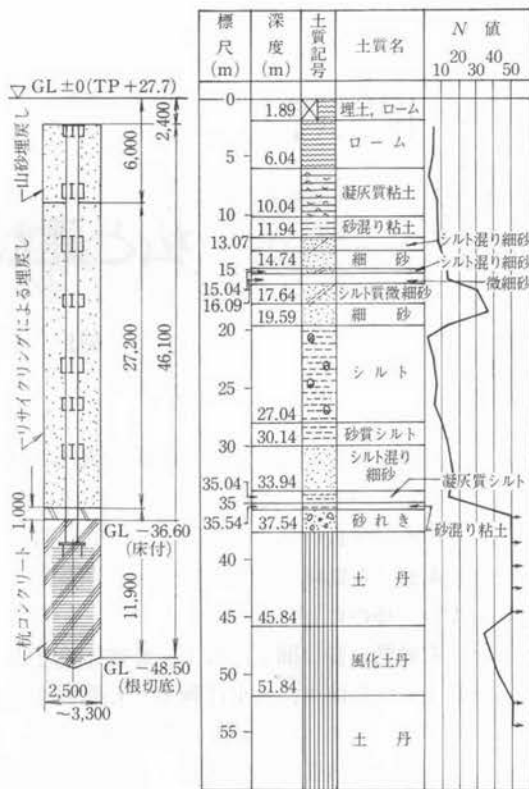 GL ±0(TP +27.7)
2,400
6,000
山砂埋戻し
27,200
46,100
リサイクリングによる埋戻し
1,000
GL −36.60
(床付)
11,900
杭コンクリート
GL −48.50
(根切底)
2,500
～3,300
標尺(m)
深度(m)
土質記号
土質名
N 値
10 20 30 40 50
0
1.89 埋土, ローム
ローム
5
6.04
凝灰質粘土
10
10.04
11.94 砂混り粘土
13.07
シルト混り細砂
14.74 細砂
シルト混り細砂
15
微細砂
15.04
17.64 シルト質微細砂
16.09
19.59 細砂
20
シルト
25
27.04
30
30.14 砂質シルト
シルト混り
細砂
35.04
33.94
凝灰質シルト
35
35.54
37.54 砂れき
砂混り粘土
40
土丹
45
45.84
風化土丹
50
51.84
土丹
55